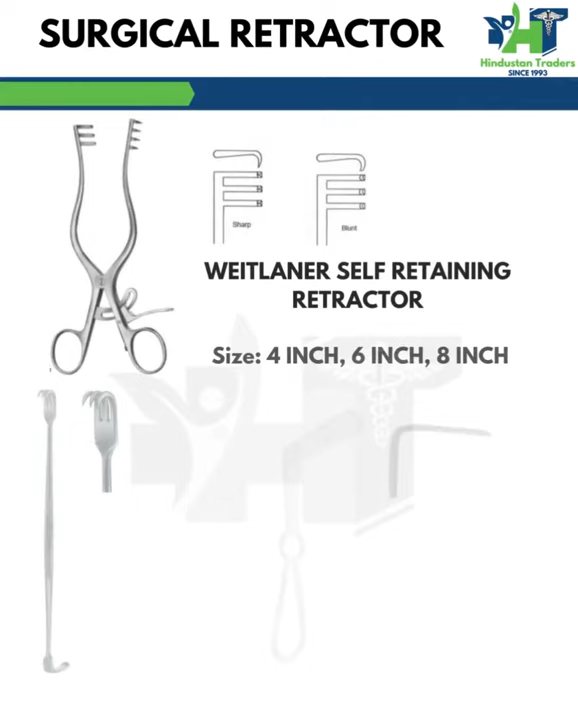 SURGICAL RETRACTOR
Hindustan Traders
SINCE 1993
Sharp
Blunt
WEITLANER SELF RETAINING
RETRACTOR
Size: 4 INCH, 6 INCH, 8 INCH